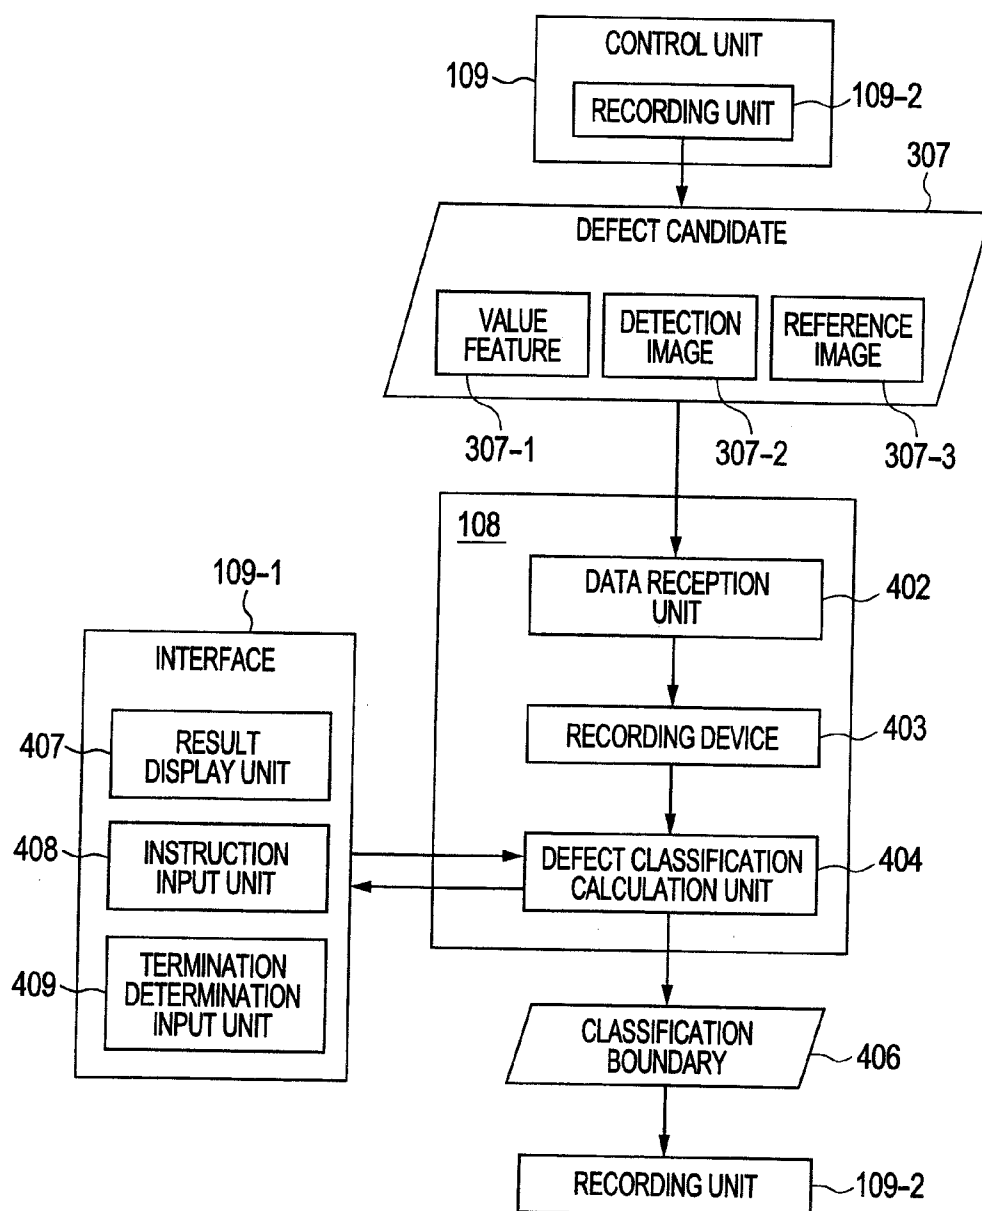 CONTROL UNIT
109
RECORDING UNIT
109-2
307
DEFECT CANDIDATE
VALUE
FEATURE
DETECTION
IMAGE
REFERENCE
IMAGE
307-1
307-2
307-3
108
109-1
DATA RECEPTION
UNIT
402
INTERFACE
407
RESULT
DISPLAY UNIT
RECORDING DEVICE
403
408
INSTRUCTION
INPUT UNIT
DEFECT CLASSIFICATION
CALCULATION UNIT
404
409
TERMINATION
DETERMINATION
INPUT UNIT
CLASSIFICATION
BOUNDARY
406
RECORDING UNIT
109-2